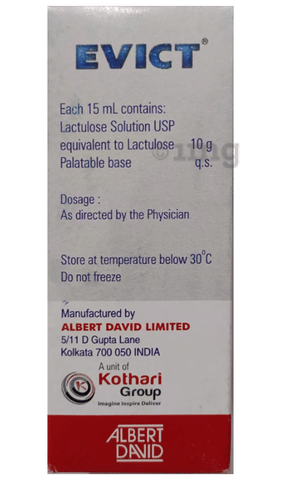 EVICT®
Each 15 mL contains:
Lactulose Solution USP
equivalent to Lactulose 10 g
Palatable base q.s.
1mg
Dosage :
As directed by the Physician
Store at temperature below 30°C
Do not freeze
Manufactured by
ALBERT DAVID LIMITED
5/11 D Gupta Lane
Kolkata 700 050 INDIA
A unit of
K Kothari
Group
Imagine Inspire Deliver
ALBERT
DAVID